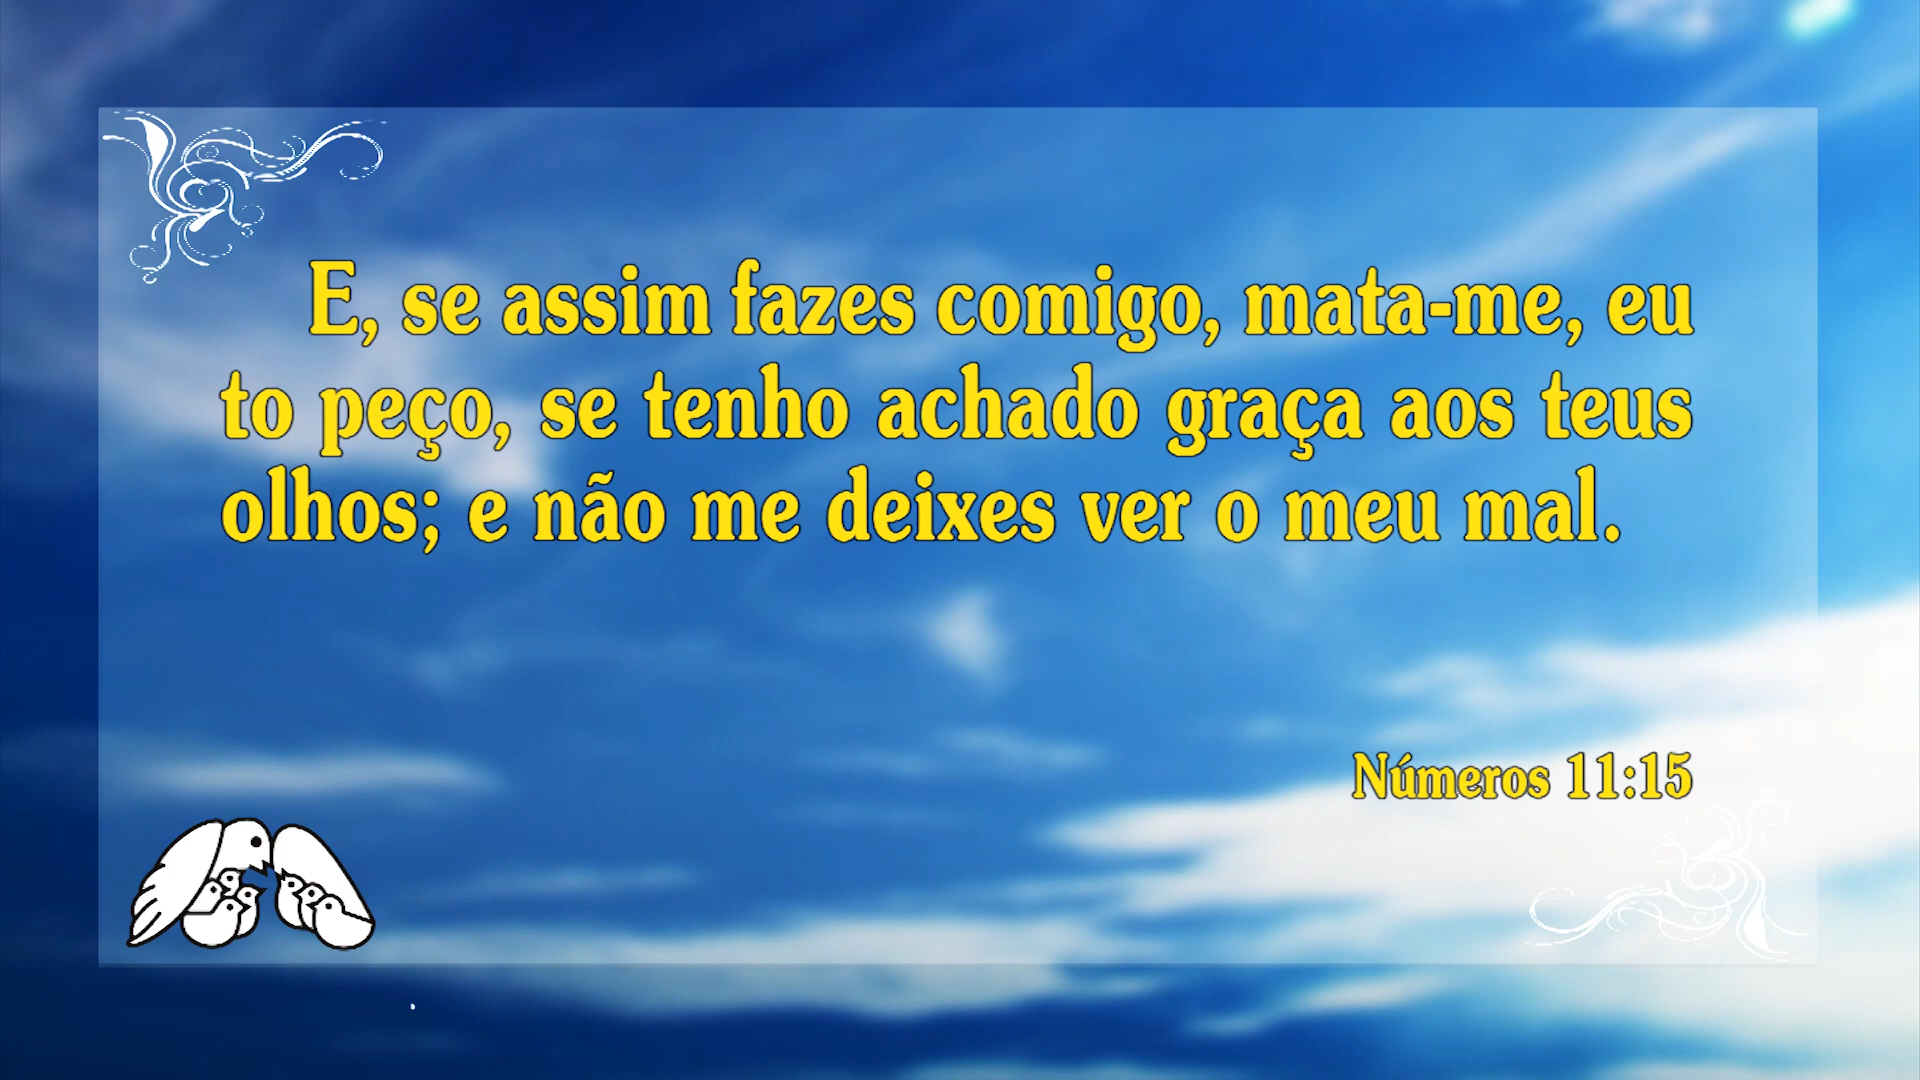 E, se assim fazes comigo, mata-me, eu
to peço, se tenho achado graça aos teus
olhos; e não me deixes ver o meu mal.
Números 11:15